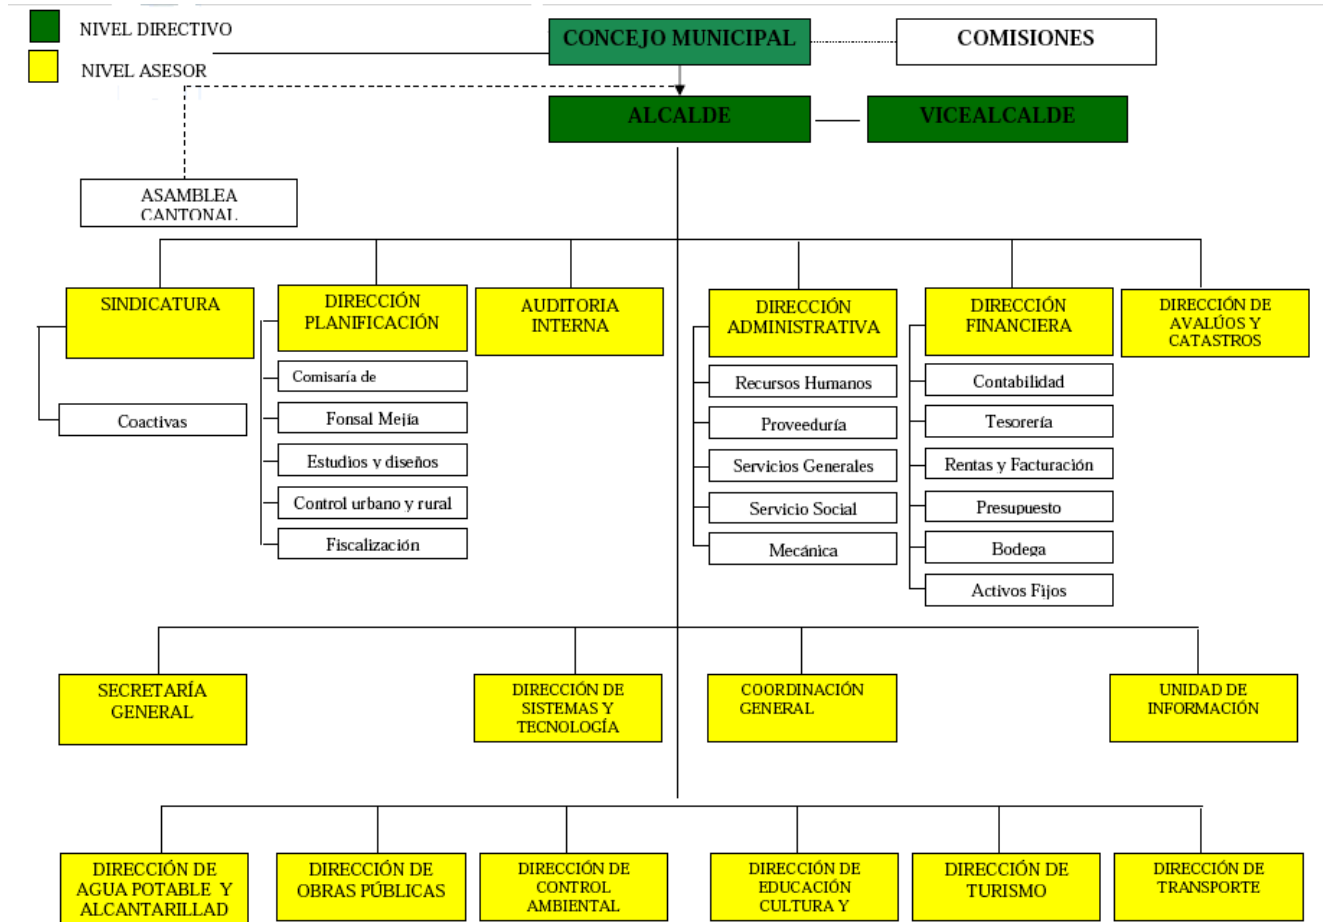 NIVEL DIRECTIVO
NIVEL ASESOR
CONCEJO MUNICIPAL
COMISIONES
ALCALDE
VICEALCALDE
ASAMBLEA
CANTONAL
SINDICATURA
Coactivas
DIRECCIÓN
PLANIFICACIÓN
Comisaría de
Fonsal Mejía
Estudios y diseños
Control urbano y rural
Fiscalización
AUDITORIA
INTERNA
DIRECCIÓN
ADMINISTRATIVA
Recursos Humanos
Proveeduría
Servicios Generales
Servicio Social
Mecánica
DIRECCIÓN
FINANCIERA
Contabilidad
Tesorería
Rentas y Facturación
Presupuesto
Bodega
Activos Fijos
DIRECCIÓN DE
AVALÚOS Y
CATASTROS
SECRETARÍA
GENERAL
DIRECCIÓN DE
SISTEMAS Y
TECNOLOGÍA
COORDINACIÓN
GENERAL
UNIDAD DE
INFORMACIÓN
DIRECCIÓN DE
AGUA POTABLE Y
ALCANTARILLAD
DIRECCIÓN DE
OBRAS PÚBLICAS
DIRECCIÓN DE
CONTROL
AMBIENTAL
DIRECCIÓN DE
EDUCACIÓN
CULTURA Y
DIRECCIÓN DE
TURISMO
DIRECCIÓN DE
TRANSPORTE